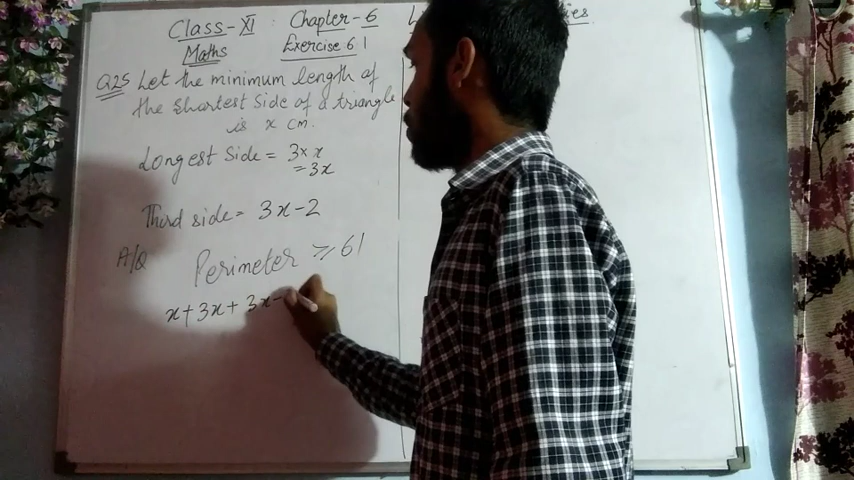 Class-XI : Chapter-6 L
Maths Exercise 6.1
Q25 Let the minimum length of
the shortest side of a triangle
is x cm.
Longest Side = 3×x
= 3x
Third side = 3x-2
A/Q Perimeter ≥ 61
x+3x+3x-